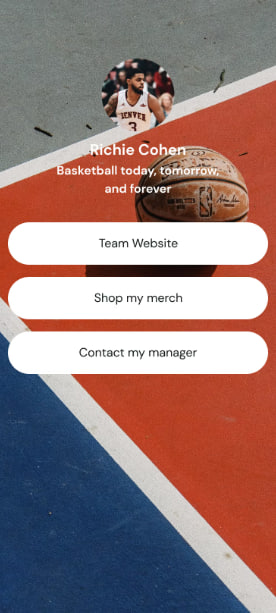 DENVER
3
Richie Cohen
Basketball today, tomorrow,
and forever
Team Website
Shop my merch
Contact my manager